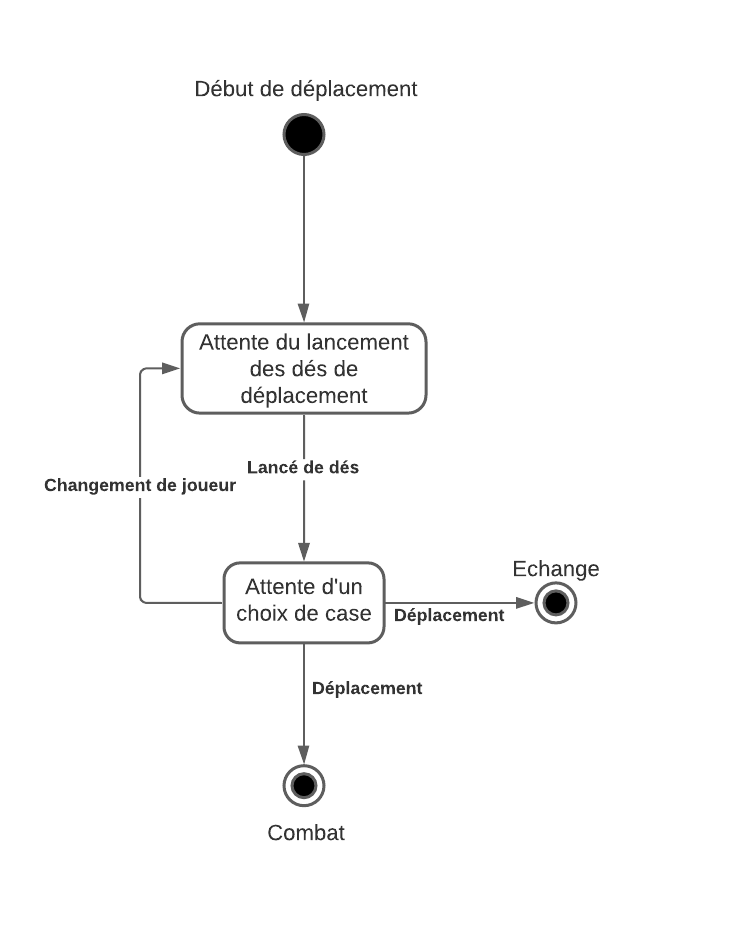 Début de déplacement
Attente du lancement
des dés de
déplacement
Lancé de dés
Changement de joueur
Attente d'un
choix de case
Echange
Déplacement
Déplacement
Combat